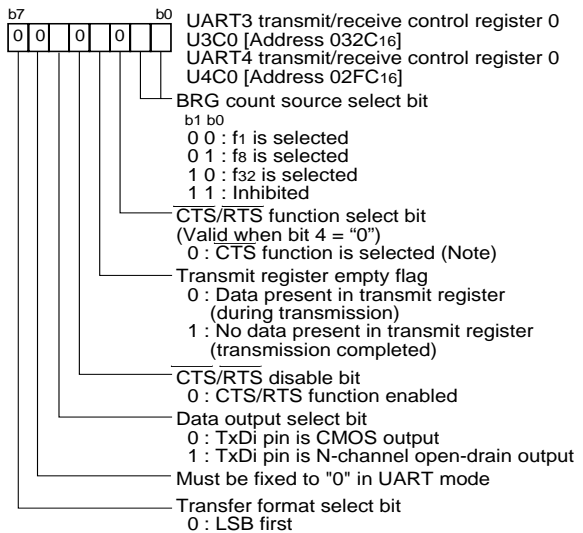 b7 b0
0 0 0 0
UART3 transmit/receive control register 0
U3C0 [Address 032C16]
UART4 transmit/receive control register 0
U4C0 [Address 02FC16]
BRG count source select bit
b1 b0
0 0 : f1 is selected
0 1 : f8 is selected
1 0 : f32 is selected
1 1 : Inhibited
CTS/RTS function select bit
(Valid when bit 4 = “0”)
0 : CTS function is selected (Note)
Transmit register empty flag
0 : Data present in transmit register
(during transmission)
1 : No data present in transmit register
(transmission completed)
CTS/RTS disable bit
0 : CTS/RTS function enabled
Data output select bit
0 : TxDi pin is CMOS output
1 : TxDi pin is N-channel open-drain output
Must be fixed to "0" in UART mode
Transfer format select bit
0 : LSB first